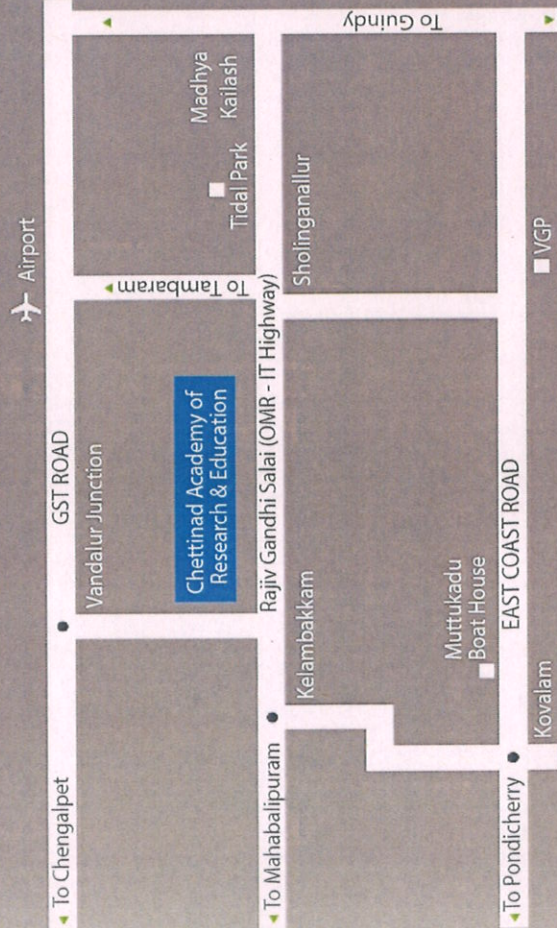 To Guindy
Madhya
Kailash
Tidal Park
Airport
To Tambaram
Sholinganallur
VGP
GST ROAD
Vandalur Junction
Chettinad Academy of
Research & Education
Rajiv Gandhi Salai (OMR - IT Highway)
Kelambakkam
Muttukadu
Boat House
EAST COAST ROAD
Kovalam
To Chengalpet
To Mahabalipuram
To Pondicherry